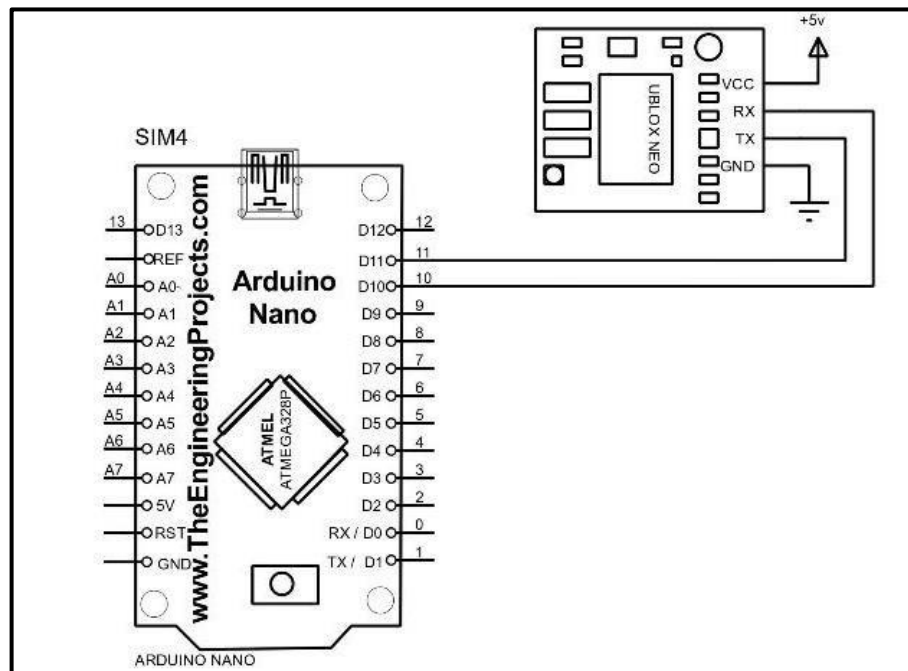 +5v
VCC
RX
TX
GND
UBLOX NEO
SIM4
13
D13
REF
A0
A0
A1
A1
A2
A2
A3
A3
A4
A4
A5
A5
A6
A6
A7
A7
5V
RST
GND
www.TheEngineeringProjects.com
Arduino
Nano
ATMEL
ATMEGA328P
D12
12
D11
11
D10
10
D9
9
D8
8
D7
7
D6
6
D5
5
D4
4
D3
3
D2
2
RX / D0
0
TX / D1
1
ARDUINO NANO